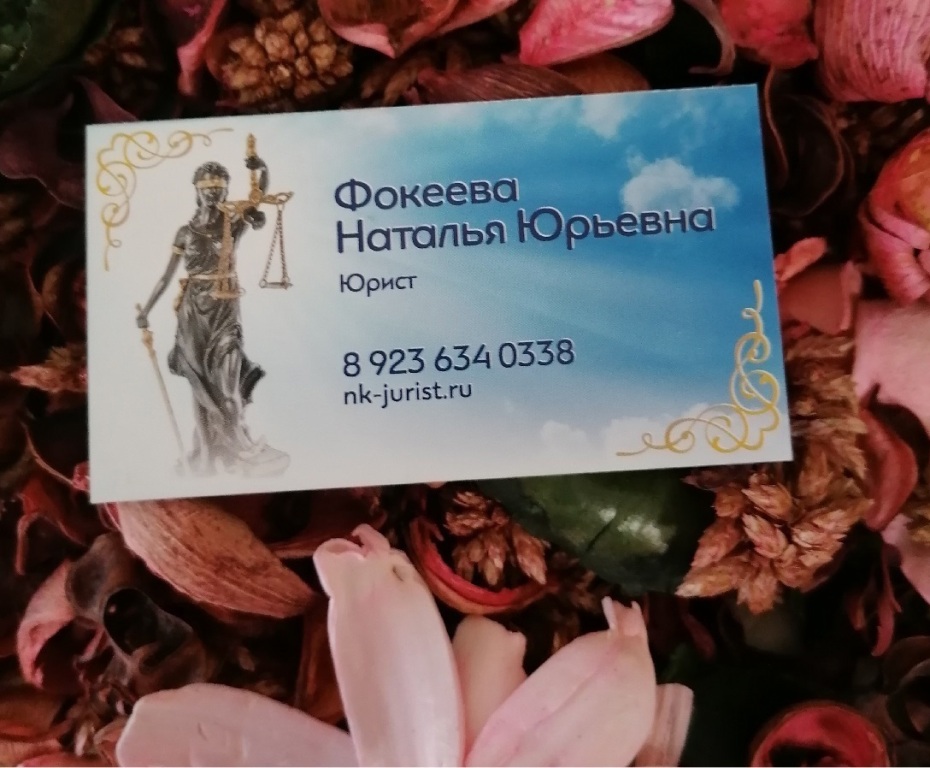 Фокеева
Наталья Юрьевна
Юрист
8 923 634 0338
nk-jurist.ru